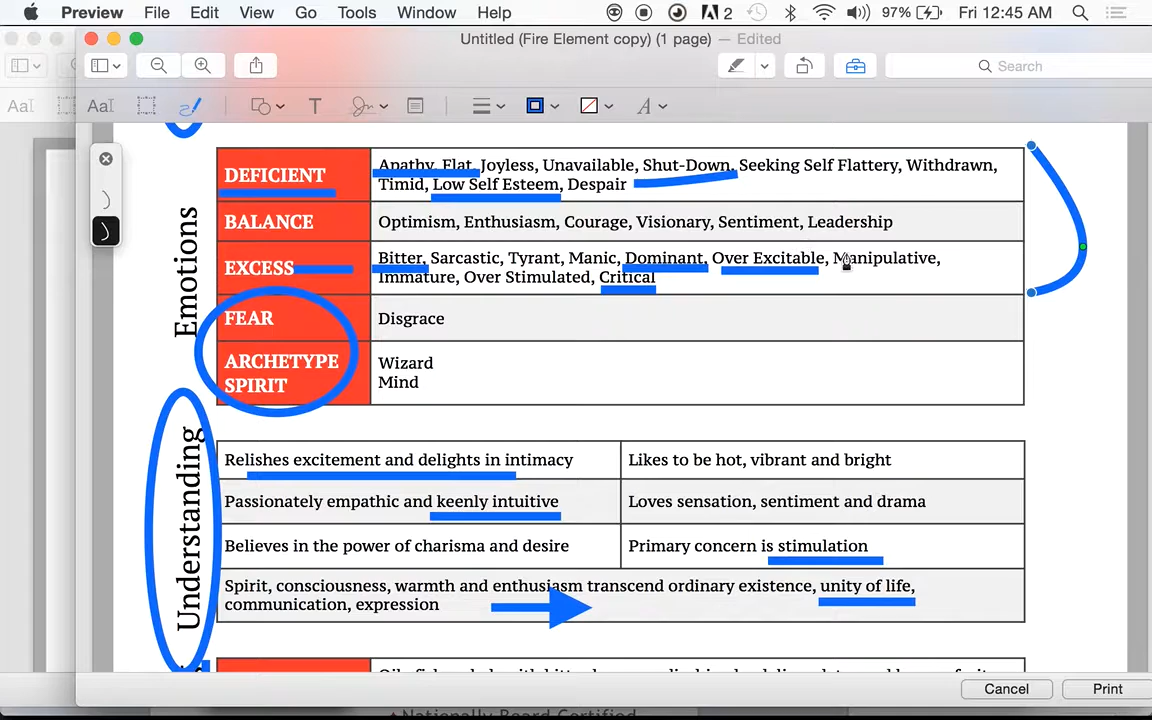 Preview File Edit View Go Tools Window Help 2 97% Fri 12:45 AM
Untitled (Fire Element copy) (1 page) — Edited
Search
AaI AaI T A
Emotions
DEFICIENT Apathy, Flat, Joyless, Unavailable, Shut-Down, Seeking Self Flattery, Withdrawn,
Timid, Low Self Esteem, Despair
BALANCE Optimism, Enthusiasm, Courage, Visionary, Sentiment, Leadership
EXCESS Bitter, Sarcastic, Tyrant, Manic, Dominant, Over Excitable, Manipulative,
Immature, Over Stimulated, Critical
FEAR Disgrace
ARCHETYPE Wizard
SPIRIT Mind
Understanding
Relishes excitement and delights in intimacy Likes to be hot, vibrant and bright
Passionately empathic and keenly intuitive Loves sensation, sentiment and drama
Believes in the power of charisma and desire Primary concern is stimulation
Spirit, consciousness, warmth and enthusiasm transcend ordinary existence, unity of life,
communication, expression
Cancel Print
Nationally Board Certified